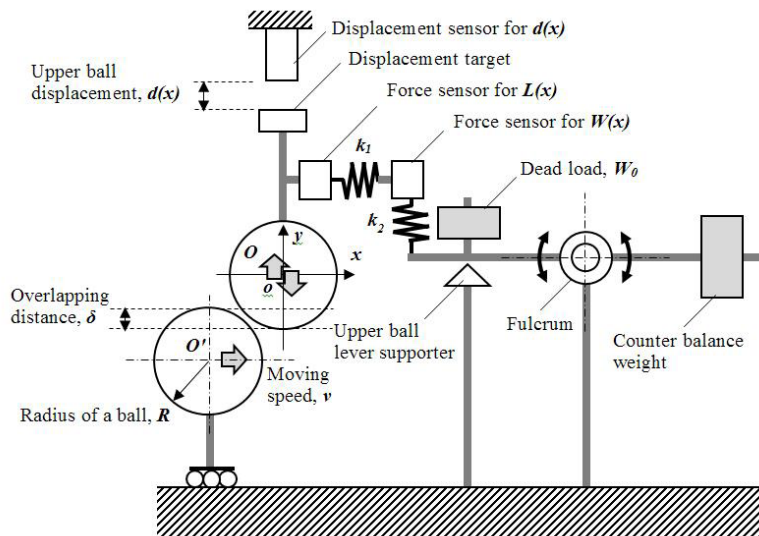 Displacement sensor for d(x)
Displacement target
Upper ball
displacement, d(x)
Force sensor for L(x)
Force sensor for W(x)
k1
Dead load, W0
k2
y
O
x
o
Overlapping
distance, δ
Upper ball
lever supporter
Fulcrum
Counter balance
weight
O'
Moving
speed, v
Radius of a ball, R